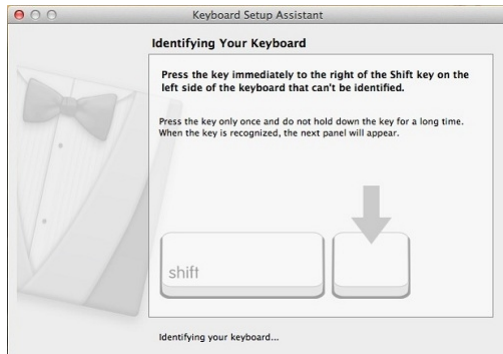 Keyboard Setup Assistant
Identifying Your Keyboard
Press the key immediately to the right of the Shift key on the
left side of the keyboard that can't be identified.
Press the key only once and do not hold down the key for a long time.
When the key is recognized, the next panel will appear.
shift
Identifying your keyboard...